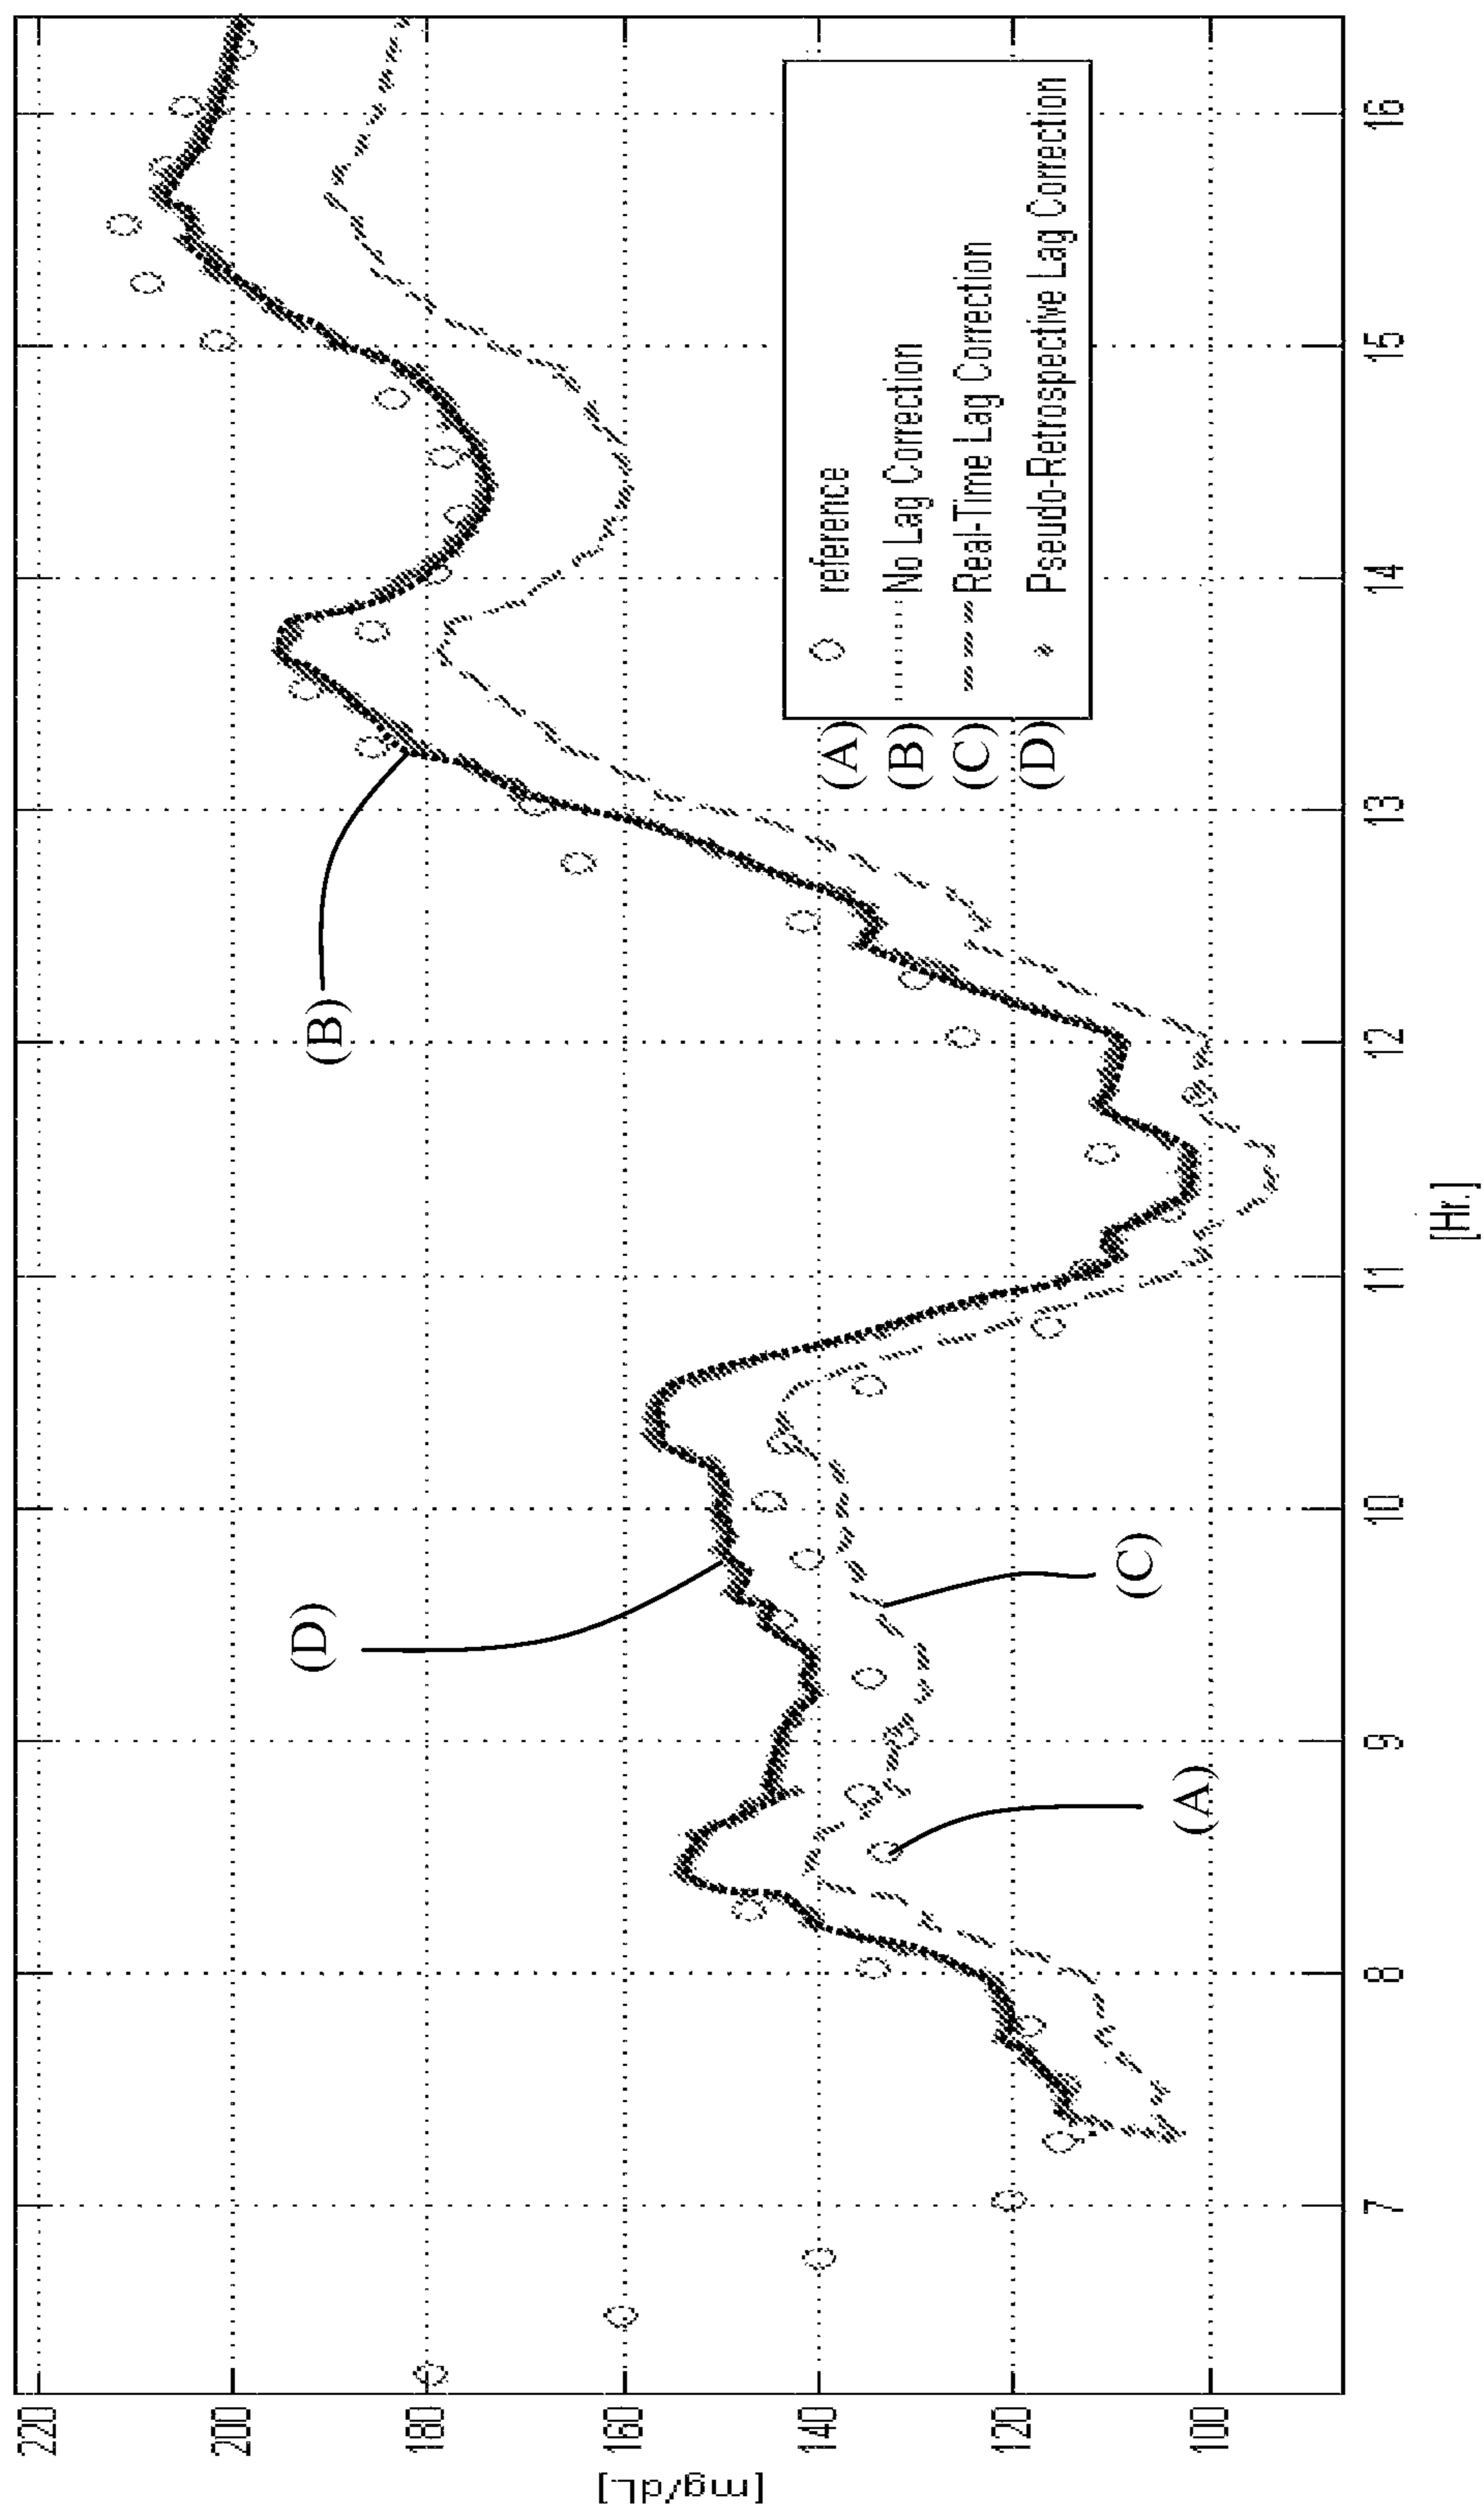 [mg/dL]
220
200
180
160
140
120
100
7
8
9
10
11
12
13
14
15
16
[Hr.]
(A)
(B)
(C)
(D)
(A) reference
(B) No Lag Correction
(C) Real-Time Lag Correction
(D) Pseudo-Retrospective Lag Correction